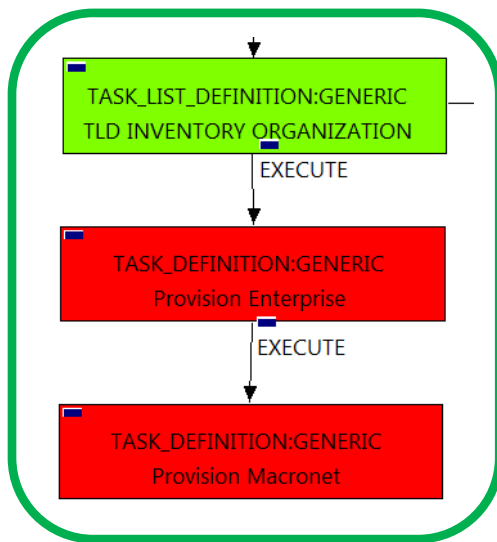 TASK_LIST_DEFINITION:GENERIC
TLD INVENTORY ORGANIZATION
EXECUTE
TASK_DEFINITION:GENERIC
Provision Enterprise
EXECUTE
TASK_DEFINITION:GENERIC
Provision Macronet